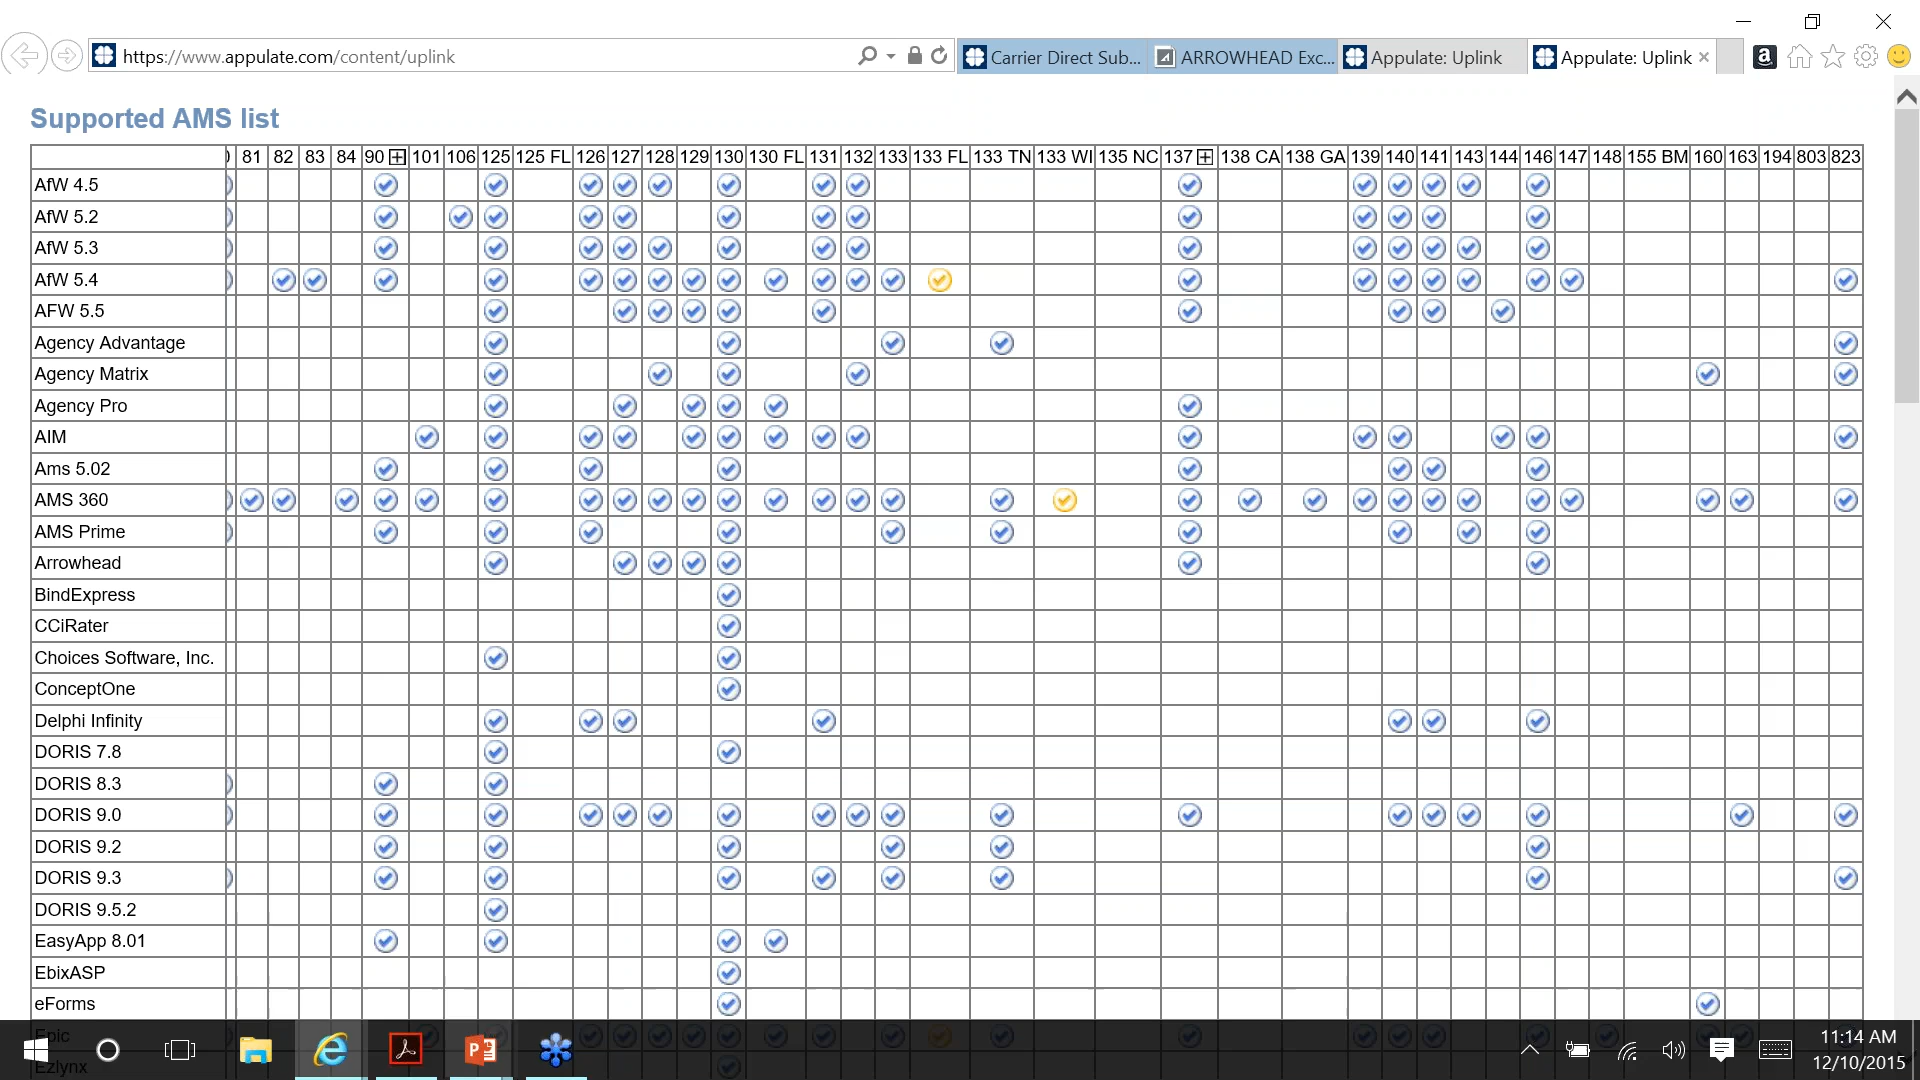 https://www.appulate.com/content/uplink
Carrier Direct Sub...
ARROWHEAD Exc...
Appulate: Uplink
Appulate: Uplink
Supported AMS list
81 82 83 84 90 101 106 125 125 FL 126 127 128 129 130 130 FL 131 132 133 133 FL 133 TN 133 WI 135 NC 137 138 CA 138 GA 139 140 141 143 144 146 147 148 155 BM 160 163 194 803 823
AfW 4.5
AfW 5.2
AfW 5.3
AfW 5.4
AFW 5.5
Agency Advantage
Agency Matrix
Agency Pro
AIM
Ams 5.02
AMS 360
AMS Prime
Arrowhead
BindExpress
CCiRater
Choices Software, Inc.
ConceptOne
Delphi Infinity
DORIS 7.8
DORIS 8.3
DORIS 9.0
DORIS 9.2
DORIS 9.3
DORIS 9.5.2
EasyApp 8.01
EbixASP
eForms
Epic
Ezlynx
11:14 AM
12/10/2015